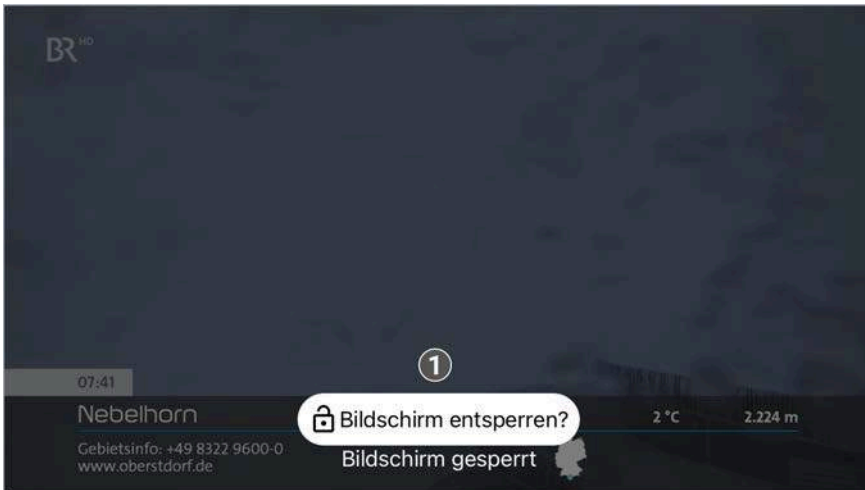 BR HD
1
07:41
Nebelhorn
Bildschirm entsperren?
2 °C
2.224 m
Gebietsinfo: +49 8322 9600-0
www.oberstdorf.de
Bildschirm gesperrt